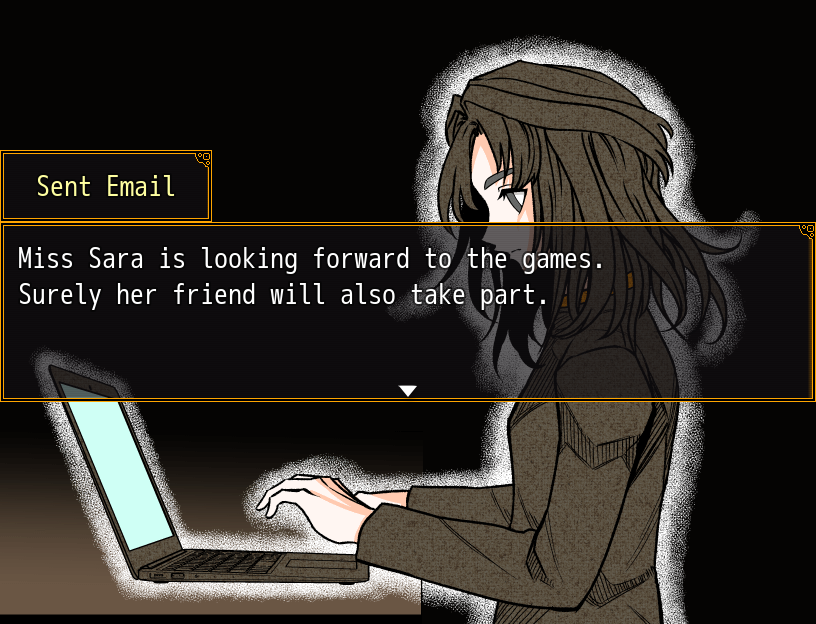 Sent Email
Miss Sara is looking forward to the games.
Surely her friend will also take part.